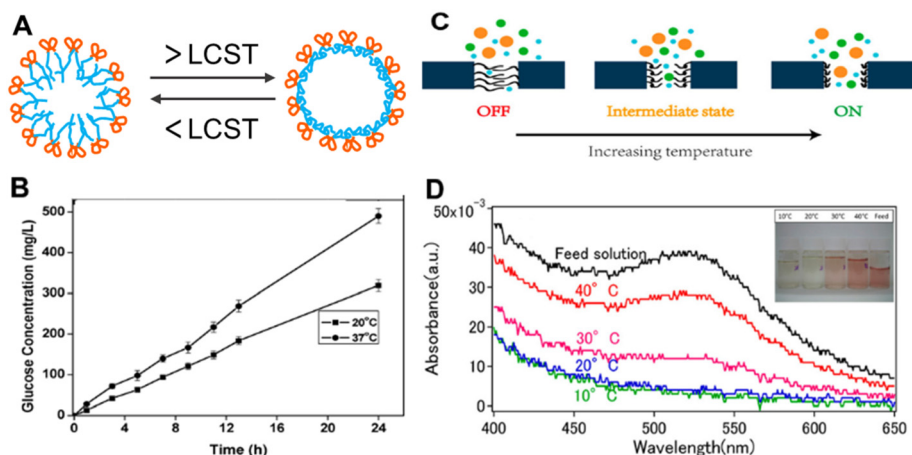 A
>LCST
<LCST
B
Glucose Concentration (mg/L)
500
400
300
200
100
0
20°C
37°C
0
4
8
12
16
20
24
Time (h)
C
OFF
Intermediate state
ON
Increasing temperature
D
50×10⁻³
40
30
20
10
0
Absorbance(a.u.)
Feed solution
40° C
30° C
20° C
10° C
10°C 20°C 30°C 40°C Feed
400
450
500
550
600
650
Wavelength(nm)